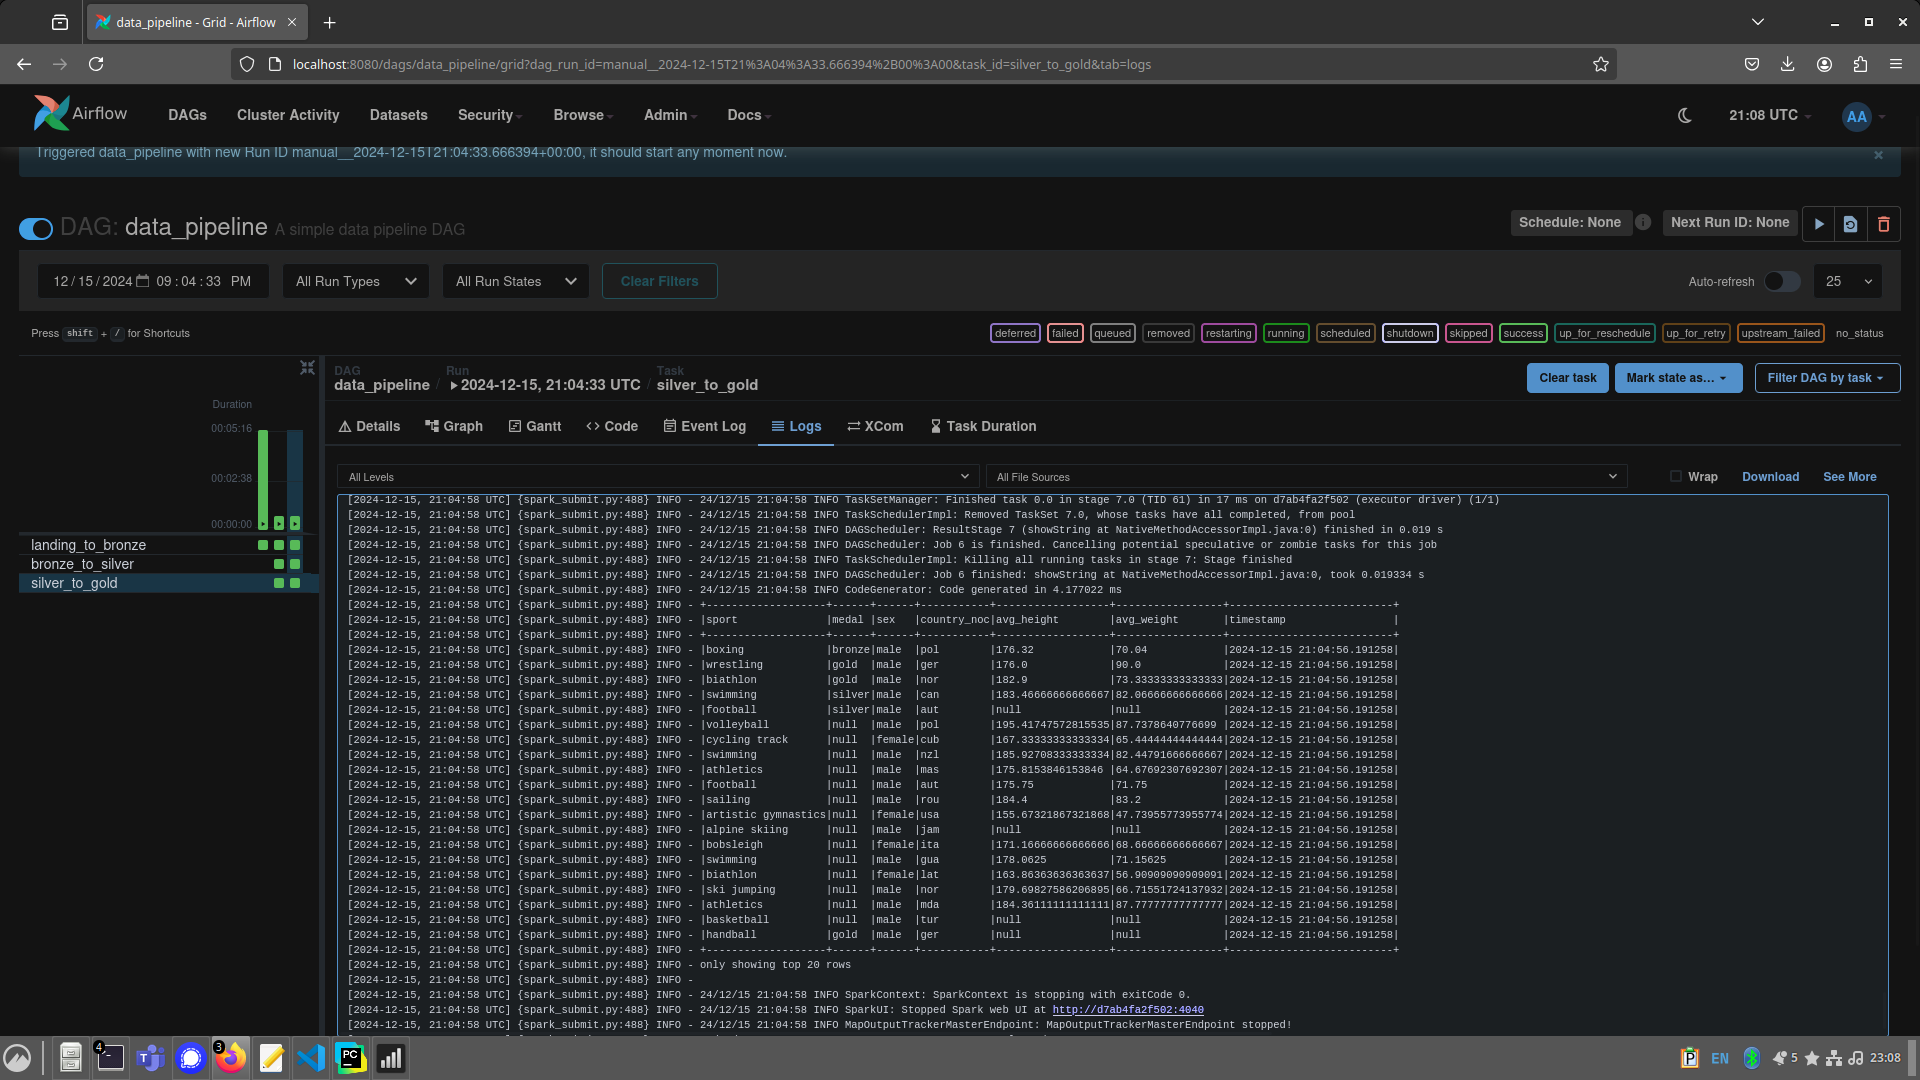 data_pipeline - Grid - Airflow
localhost:8080/dags/data_pipeline/grid?dag_run_id=manual__2024-12-15T21%3A04%3A33.666394%2B00%3A00&task_id=silver_to_gold&tab=logs
Airflow DAGs Cluster Activity Datasets Security Browse Admin Docs 21:08 UTC AA
Triggered data_pipeline with new Run ID manual__2024-12-15T21:04:33.666394+00:00, it should start any moment now. ×
DAG: data_pipeline A simple data pipeline DAG Schedule: None Next Run ID: None
12/15/2024 09:04:33 PM All Run Types All Run States Clear Filters Auto-refresh 25
Press shift + / for Shortcuts deferred failed queued removed restarting running scheduled shutdown skipped success up_for_reschedule up_for_retry upstream_failed no_status
DAG Run Task
data_pipeline / 2024-12-15, 21:04:33 UTC / silver_to_gold Clear task Mark state as... Filter DAG by task
Duration
00:05:16
00:02:38
00:00:00
landing_to_bronze
bronze_to_silver
silver_to_gold
Details Graph Gantt Code Event Log Logs XCom Task Duration
All Levels All File Sources Wrap Download See More
[2024-12-15, 21:04:58 UTC] {spark_submit.py:488} INFO - 24/12/15 21:04:58 INFO TaskSetManager: Finished task 0.0 in stage 7.0 (TID 61) in 17 ms on d7ab4fa2f502 (executor driver) (1/1)
[2024-12-15, 21:04:58 UTC] {spark_submit.py:488} INFO - 24/12/15 21:04:58 INFO TaskSchedulerImpl: Removed TaskSet 7.0, whose tasks have all completed, from pool
[2024-12-15, 21:04:58 UTC] {spark_submit.py:488} INFO - 24/12/15 21:04:58 INFO DAGScheduler: ResultStage 7 (showString at NativeMethodAccessorImpl.java:0) finished in 0.019 s
[2024-12-15, 21:04:58 UTC] {spark_submit.py:488} INFO - 24/12/15 21:04:58 INFO DAGScheduler: Job 6 is finished. Cancelling potential speculative or zombie tasks for this job
[2024-12-15, 21:04:58 UTC] {spark_submit.py:488} INFO - 24/12/15 21:04:58 INFO TaskSchedulerImpl: Killing all running tasks in stage 7: Stage finished
[2024-12-15, 21:04:58 UTC] {spark_submit.py:488} INFO - 24/12/15 21:04:58 INFO DAGScheduler: Job 6 finished: showString at NativeMethodAccessorImpl.java:0, took 0.019334 s
[2024-12-15, 21:04:58 UTC] {spark_submit.py:488} INFO - 24/12/15 21:04:58 INFO CodeGenerator: Code generated in 4.177022 ms
[2024-12-15, 21:04:58 UTC] {spark_submit.py:488} INFO - +-------------------+------+------+-----------+------------------+-----------------+--------------------------+
[2024-12-15, 21:04:58 UTC] {spark_submit.py:488} INFO - |sport              |medal |sex   |country_noc|avg_height        |avg_weight       |timestamp                 |
[2024-12-15, 21:04:58 UTC] {spark_submit.py:488} INFO - +-------------------+------+------+-----------+------------------+-----------------+--------------------------+
[2024-12-15, 21:04:58 UTC] {spark_submit.py:488} INFO - |boxing             |bronze|male  |pol        |176.32            |70.04            |2024-12-15 21:04:56.191258|
[2024-12-15, 21:04:58 UTC] {spark_submit.py:488} INFO - |wrestling          |gold  |male  |ger        |176.0             |90.0             |2024-12-15 21:04:56.191258|
[2024-12-15, 21:04:58 UTC] {spark_submit.py:488} INFO - |biathlon           |gold  |male  |nor        |182.9             |73.33333333333333|2024-12-15 21:04:56.191258|
[2024-12-15, 21:04:58 UTC] {spark_submit.py:488} INFO - |swimming           |silver|male  |can        |183.46666666666667|82.06666666666666|2024-12-15 21:04:56.191258|
[2024-12-15, 21:04:58 UTC] {spark_submit.py:488} INFO - |football           |silver|male  |aut        |null              |null             |2024-12-15 21:04:56.191258|
[2024-12-15, 21:04:58 UTC] {spark_submit.py:488} INFO - |volleyball         |null  |male  |pol        |195.41747572815535|87.7378640776699 |2024-12-15 21:04:56.191258|
[2024-12-15, 21:04:58 UTC] {spark_submit.py:488} INFO - |cycling track      |null  |female|cub        |167.33333333333334|65.44444444444444|2024-12-15 21:04:56.191258|
[2024-12-15, 21:04:58 UTC] {spark_submit.py:488} INFO - |swimming           |null  |male  |nzl        |185.92708333333334|82.44791666666667|2024-12-15 21:04:56.191258|
[2024-12-15, 21:04:58 UTC] {spark_submit.py:488} INFO - |athletics          |null  |male  |mas        |175.8153846153846 |64.67692307692307|2024-12-15 21:04:56.191258|
[2024-12-15, 21:04:58 UTC] {spark_submit.py:488} INFO - |football           |null  |male  |aut        |175.75            |71.75            |2024-12-15 21:04:56.191258|
[2024-12-15, 21:04:58 UTC] {spark_submit.py:488} INFO - |sailing            |null  |male  |rou        |184.4             |83.2             |2024-12-15 21:04:56.191258|
[2024-12-15, 21:04:58 UTC] {spark_submit.py:488} INFO - |artistic gymnastics|null  |female|usa        |155.67321867321868|47.73955773955774|2024-12-15 21:04:56.191258|
[2024-12-15, 21:04:58 UTC] {spark_submit.py:488} INFO - |alpine skiing      |null  |male  |jam        |null              |null             |2024-12-15 21:04:56.191258|
[2024-12-15, 21:04:58 UTC] {spark_submit.py:488} INFO - |bobsleigh          |null  |female|ita        |171.16666666666666|68.66666666666667|2024-12-15 21:04:56.191258|
[2024-12-15, 21:04:58 UTC] {spark_submit.py:488} INFO - |swimming           |null  |male  |gua        |178.0625          |71.15625         |2024-12-15 21:04:56.191258|
[2024-12-15, 21:04:58 UTC] {spark_submit.py:488} INFO - |biathlon           |null  |female|lat        |163.86363636363637|56.90909090909091|2024-12-15 21:04:56.191258|
[2024-12-15, 21:04:58 UTC] {spark_submit.py:488} INFO - |ski jumping        |null  |male  |nor        |179.69827586206895|66.71551724137932|2024-12-15 21:04:56.191258|
[2024-12-15, 21:04:58 UTC] {spark_submit.py:488} INFO - |athletics          |null  |male  |mda        |184.36111111111111|87.77777777777777|2024-12-15 21:04:56.191258|
[2024-12-15, 21:04:58 UTC] {spark_submit.py:488} INFO - |basketball         |null  |male  |tur        |null              |null             |2024-12-15 21:04:56.191258|
[2024-12-15, 21:04:58 UTC] {spark_submit.py:488} INFO - |handball           |gold  |male  |ger        |null              |null             |2024-12-15 21:04:56.191258|
[2024-12-15, 21:04:58 UTC] {spark_submit.py:488} INFO - +-------------------+------+------+-----------+------------------+-----------------+--------------------------+
[2024-12-15, 21:04:58 UTC] {spark_submit.py:488} INFO - only showing top 20 rows
[2024-12-15, 21:04:58 UTC] {spark_submit.py:488} INFO -
[2024-12-15, 21:04:58 UTC] {spark_submit.py:488} INFO - 24/12/15 21:04:58 INFO SparkContext: SparkContext is stopping with exitCode 0.
[2024-12-15, 21:04:58 UTC] {spark_submit.py:488} INFO - 24/12/15 21:04:58 INFO SparkUI: Stopped Spark web UI at http://d7ab4fa2f502:4040
[2024-12-15, 21:04:58 UTC] {spark_submit.py:488} INFO - 24/12/15 21:04:58 INFO MapOutputTrackerMasterEndpoint: MapOutputTrackerMasterEndpoint stopped!
4 3 PC P EN 5 23:08